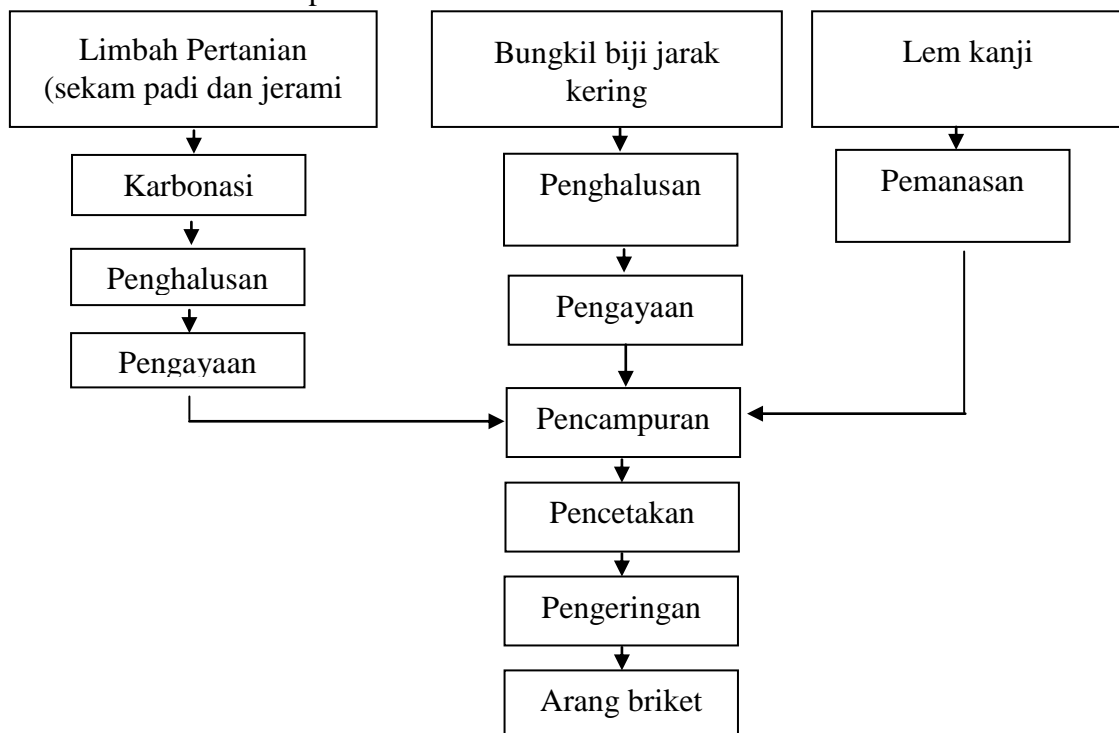 Limbah Pertanian
(sekam padi dan jerami
Bungkil biji jarak
kering
Lem kanji
Karbonasi
Penghalusan
Pemanasan
Penghalusan
Pengayaan
Pengayaan
Pencampuran
Pencetakan
Pengeringan
Arang briket